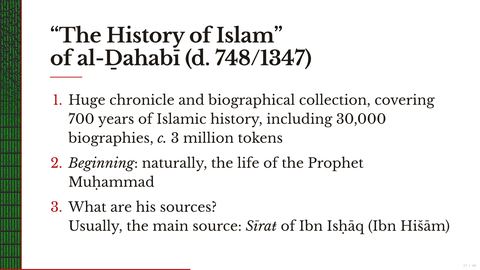 “The History of Islam”
of al-Ḏahabī (d. 748/1347)
1. Huge chronicle and biographical collection, covering
700 years of Islamic history, including 30,000
biographies, c. 3 million tokens
2. Beginning: naturally, the life of the Prophet
Muḥammad
3. What are his sources?
Usually, the main source: Sīrat of Ibn Isḥāq (Ibn Hišām)